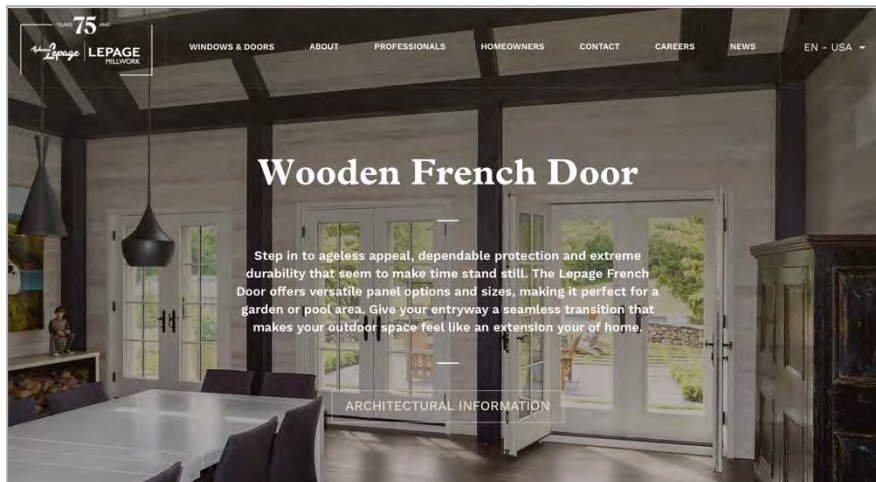 YEARS 75 ANS
Lepage
LEPAGE
MILLWORK
WINDOWS & DOORS
ABOUT
PROFESSIONALS
HOMEOWNERS
CONTACT
CAREERS
NEWS
EN - USA
Wooden French Door
Step in to ageless appeal, dependable protection and extreme
durability that seem to make time stand still. The Lepage French
Door offers versatile panel options and sizes, making it perfect for a
garden or pool area. Give your entryway a seamless transition that
makes your outdoor space feel like an extension your of home.
ARCHITECTURAL INFORMATION